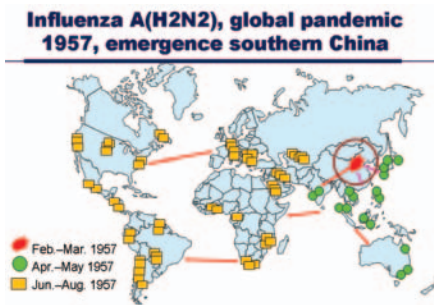 Influenza A(H2N2), global pandemic
1957, emergence southern China
Feb.–Mar. 1957
Apr.–May 1957
Jun.–Aug. 1957